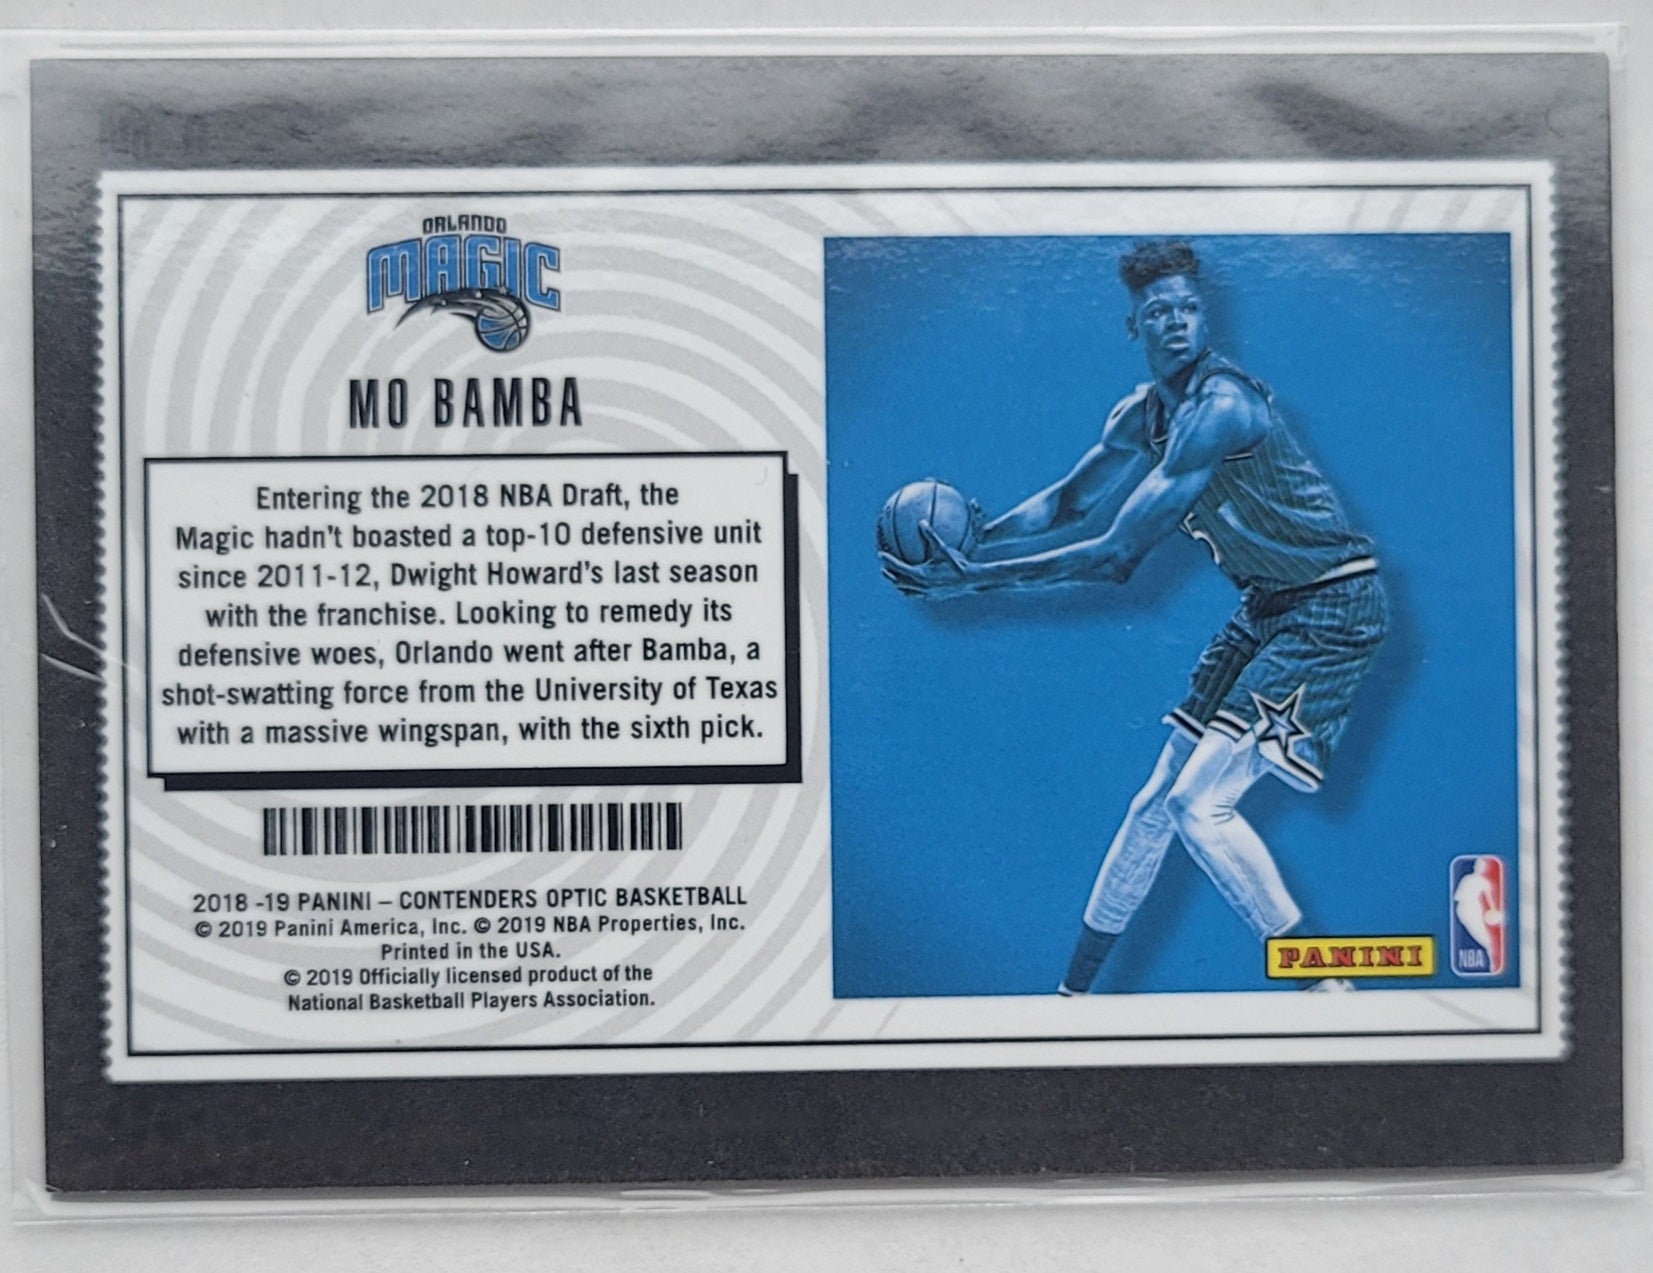 ORLANDO
MAGIC
MO BAMBA
Entering the 2018 NBA Draft, the
Magic hadn't boasted a top-10 defensive unit
since 2011-12, Dwight Howard's last season
with the franchise. Looking to remedy its
defensive woes, Orlando went after Bamba, a
shot-swatting force from the University of Texas
with a massive wingspan, with the sixth pick.
2018 -19 PANINI – CONTENDERS OPTIC BASKETBALL
© 2019 Panini America, Inc. © 2019 NBA Properties, Inc.
Printed in the USA.
© 2019 Officially licensed product of the
National Basketball Players Association.
5
PANINI
NBA